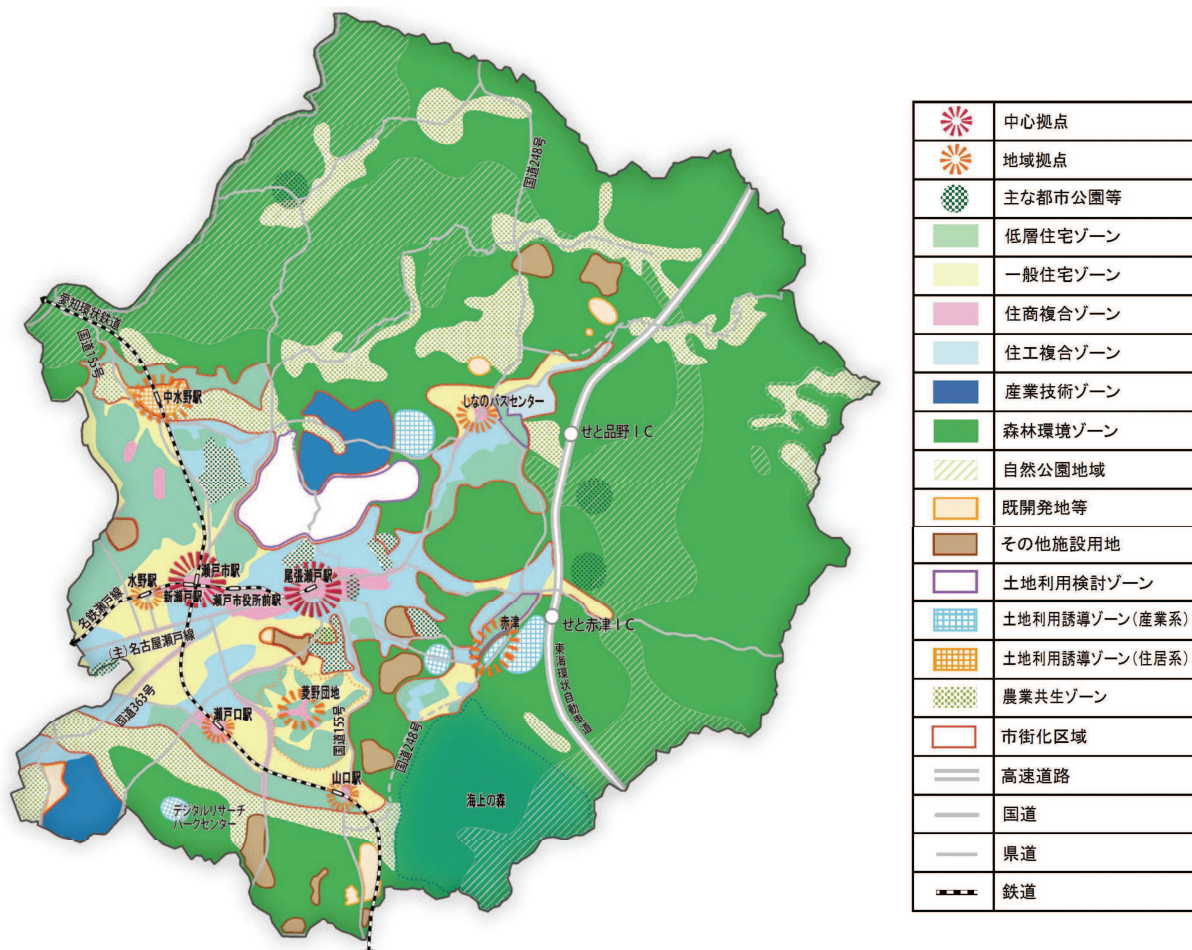 国道248号
愛知環状鉄道
国道155号
中水野駅
しなのバスセンター
せと品野IC
瀬戸市駅
尾張瀬戸駅
水野駅
新瀬戸駅
瀬戸市役所前駅
名鉄瀬戸線
(主)名古屋瀬戸線
赤津
せと赤津IC
東海環状自動車道
国道363号
菱野団地
瀬戸口駅
国道155号
国道248号
山口駅
海上の森
デジタルリサーチ
パークセンター
中心拠点
地域拠点
主な都市公園等
低層住宅ゾーン
一般住宅ゾーン
住商複合ゾーン
住工複合ゾーン
産業技術ゾーン
森林環境ゾーン
自然公園地域
既開発地等
その他施設用地
土地利用検討ゾーン
土地利用誘導ゾーン(産業系)
土地利用誘導ゾーン(住居系)
農業共生ゾーン
市街化区域
高速道路
国道
県道
鉄道